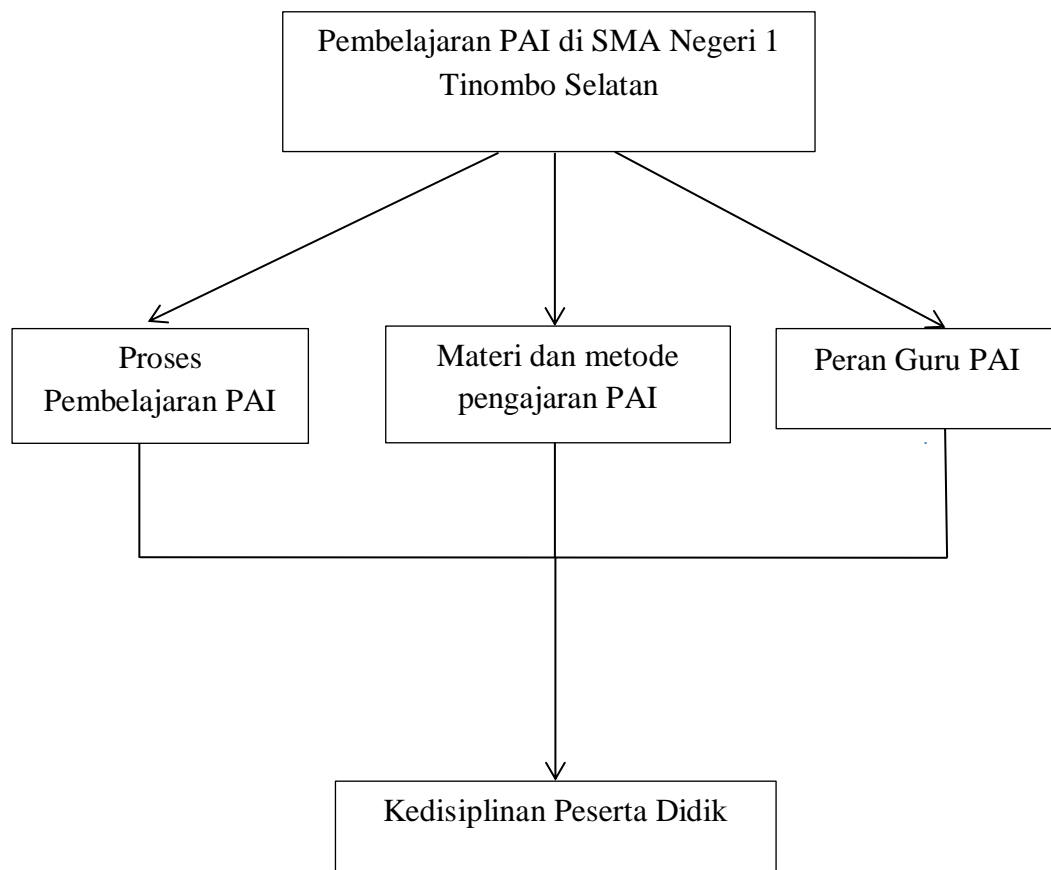 Pembelajaran PAI di SMA Negeri 1
Tinombo Selatan
Proses
Pembelajaran PAI
Materi dan metode
pengajaran PAI
Peran Guru PAI
Kedisiplinan Peserta Didik